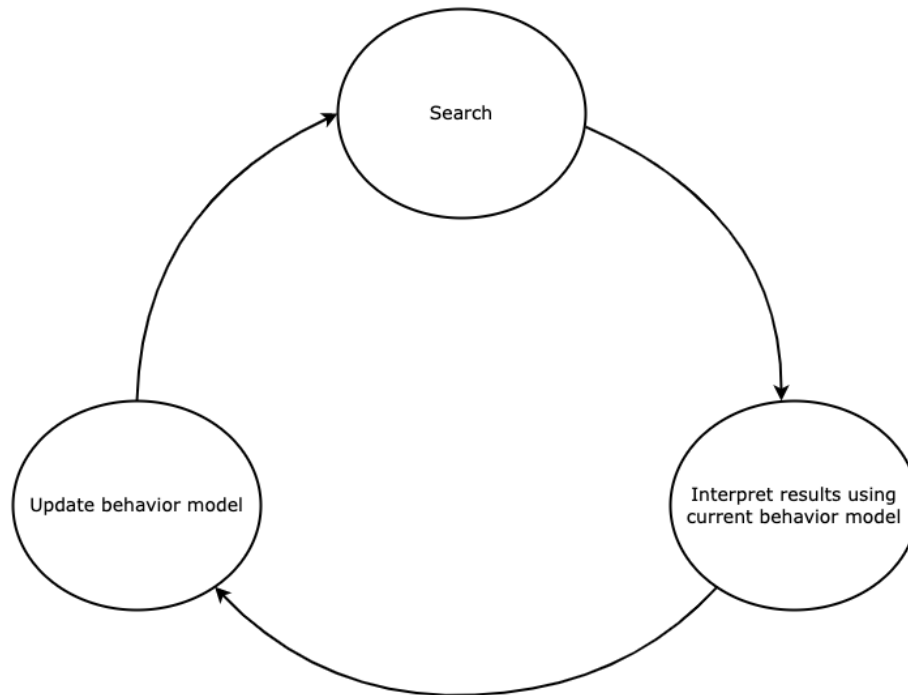 Search
Update behavior model
Interpret results using
current behavior model